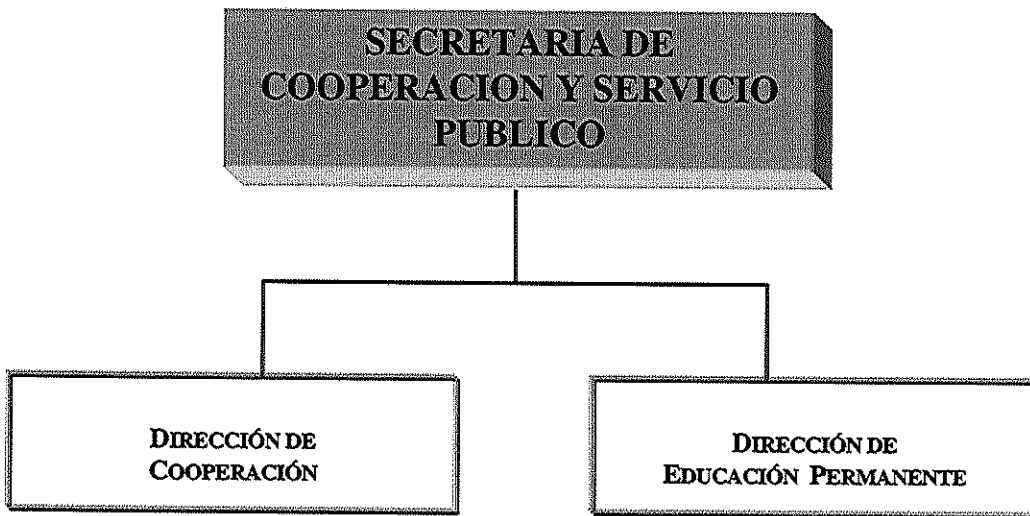 SECRETARIA DE
COOPERACION Y SERVICIO
PUBLICO
DIRECCIÓN DE
COOPERACIÓN
DIRECCIÓN DE
EDUCACIÓN PERMANENTE